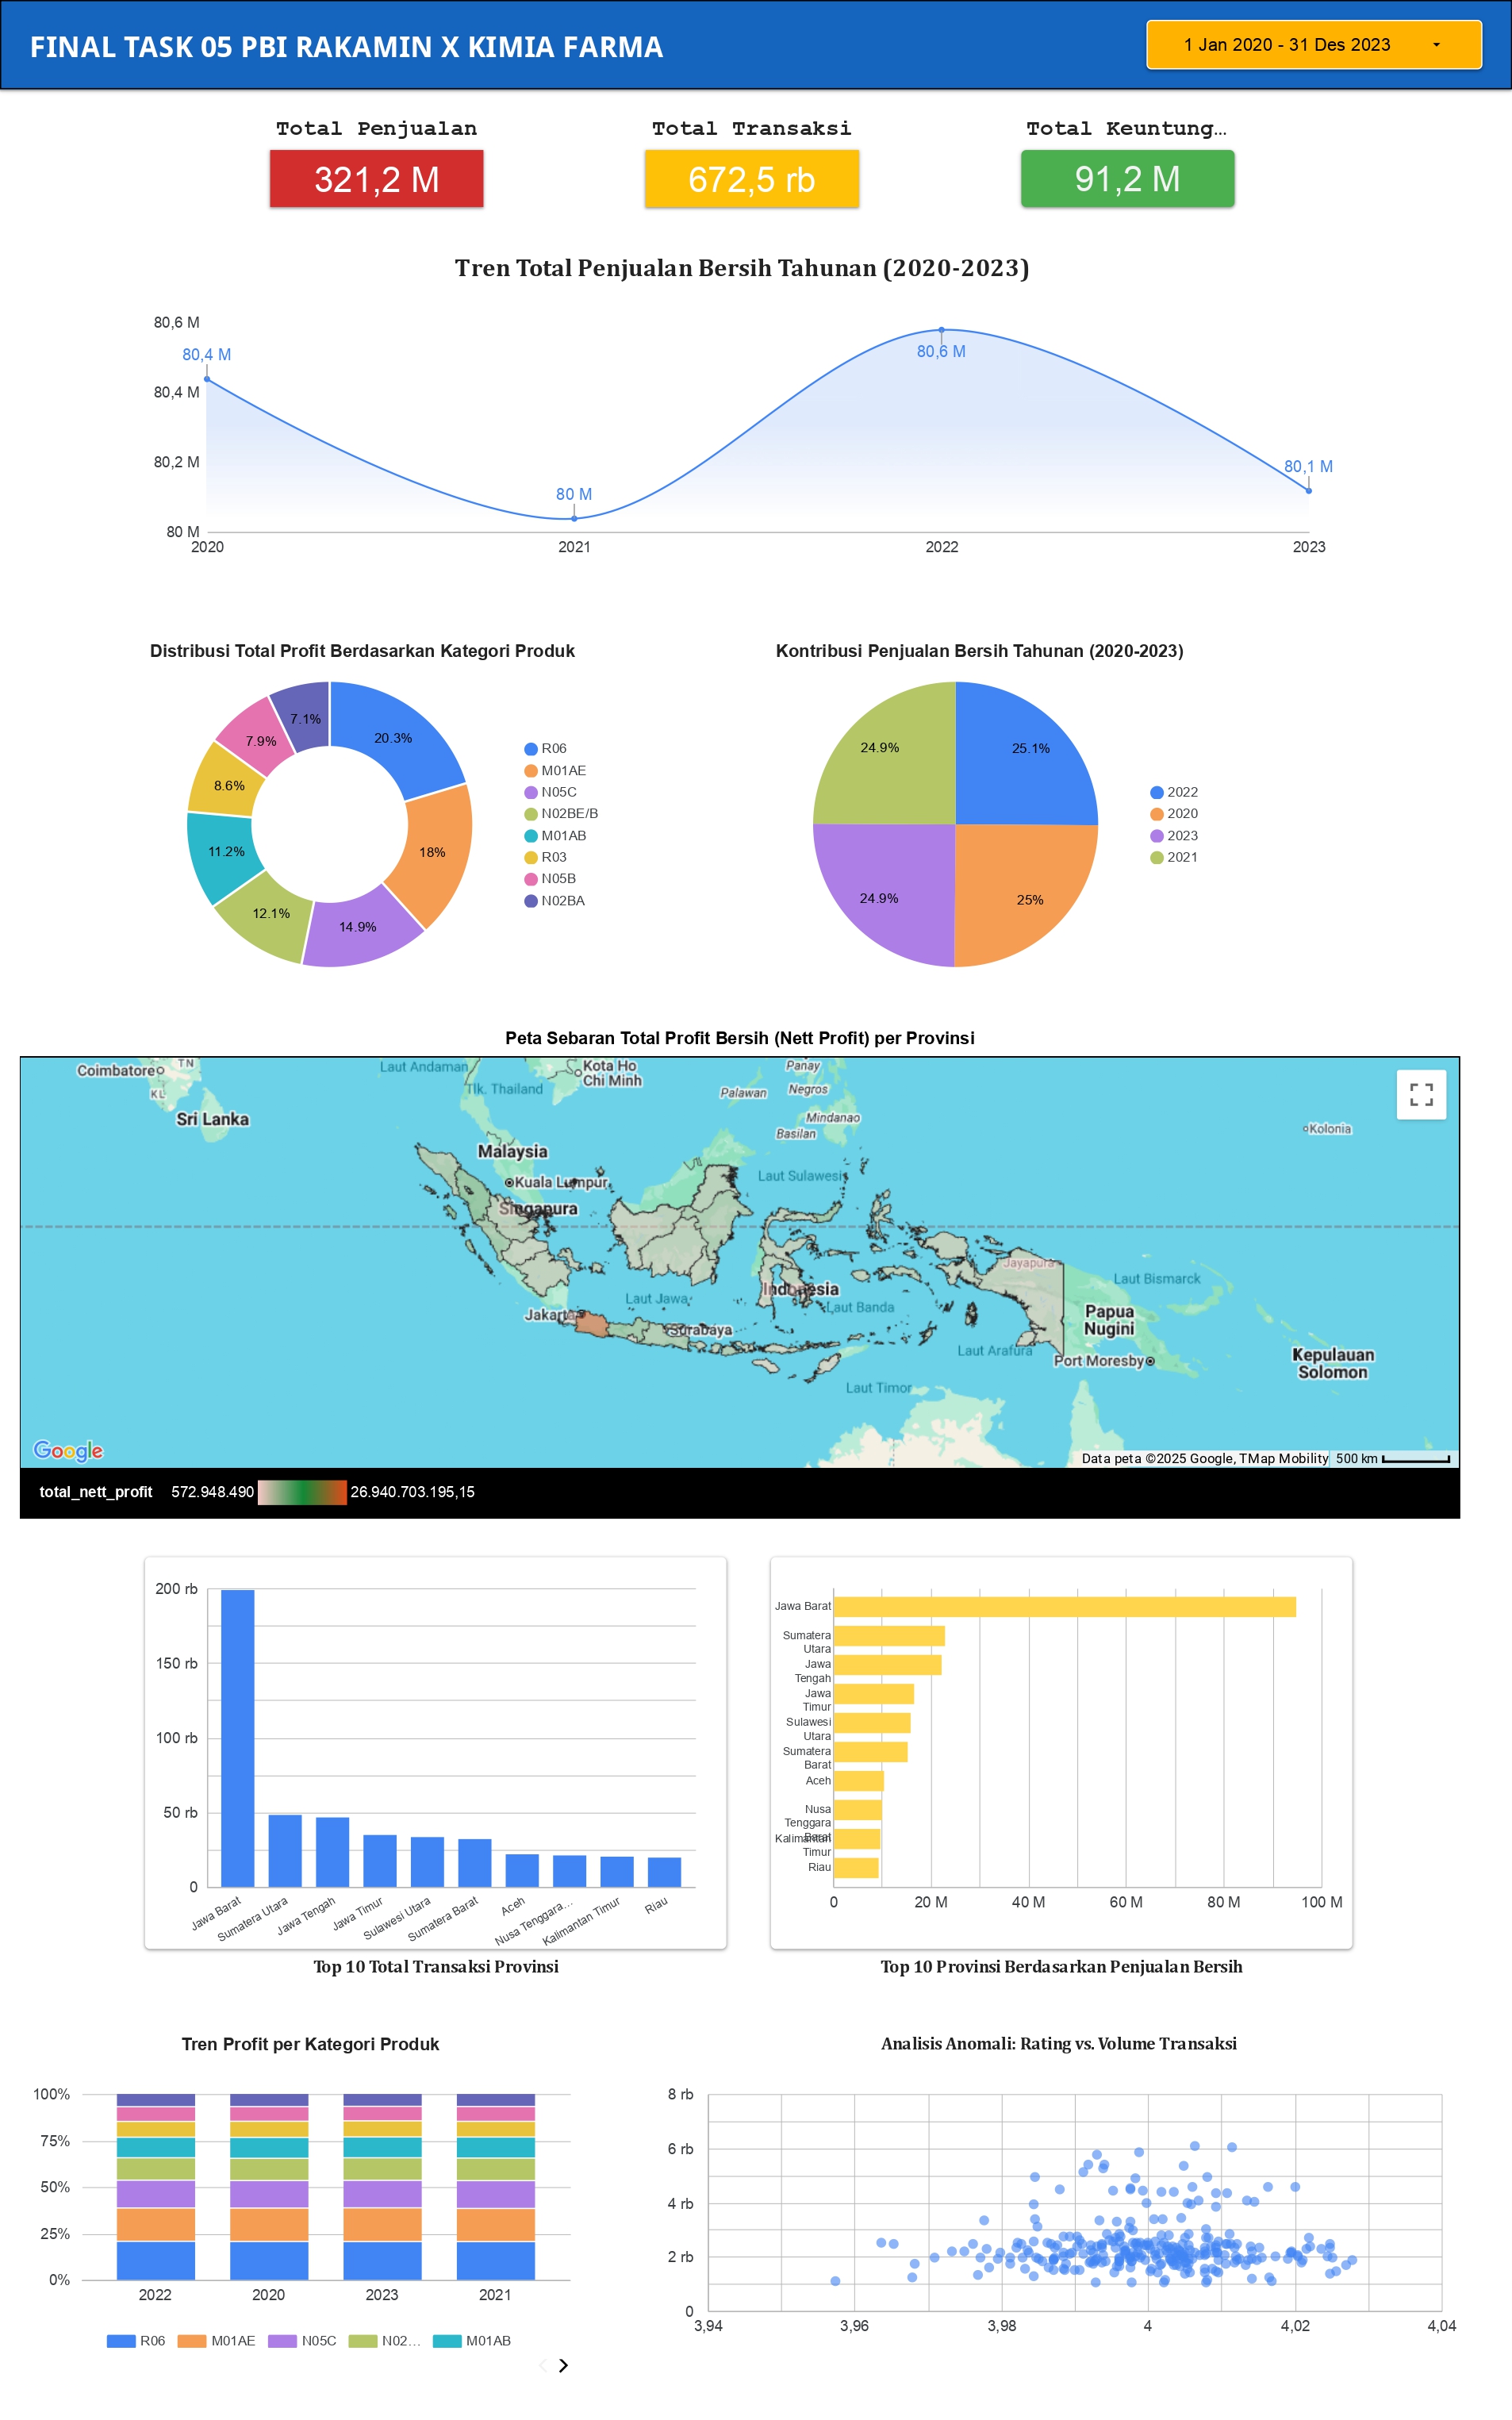 FINAL TASK 05 PBI RAKAMIN X KIMIA FARMA
1 Jan 2020 - 31 Des 2023
Total Penjualan
321,2 M
Total Transaksi
672,5 rb
Total Keuntung…
91,2 M
Tren Total Penjualan Bersih Tahunan (2020-2023)
80,6 M
80,4 M
80,2 M
80 M
80,4 M
80 M
80,6 M
80,1 M
2020
2021
2022
2023
Distribusi Total Profit Berdasarkan Kategori Produk
20.3%
18%
14.9%
12.1%
11.2%
8.6%
7.9%
7.1%
R06
M01AE
N05C
N02BE/B
M01AB
R03
N05B
N02BA
Kontribusi Penjualan Bersih Tahunan (2020-2023)
25.1%
25%
24.9%
24.9%
2022
2020
2023
2021
Peta Sebaran Total Profit Bersih (Nett Profit) per Provinsi
Coimbatore
TN
KL
Sri Lanka
Laut Andaman
Tlk. Thailand
Kota Ho
Chi Minh
Panay
Palawan
Negros
Mindanao
Basilan
Kolonia
Malaysia
Kuala Lumpur
Singapura
Laut Sulawesi
Jayapura
Laut Bismarck
Indonesia
Laut Jawa
Laut Banda
Jakarta
Surabaya
Papua
Nugini
Laut Arafura
Port Moresby
Kepulauan
Solomon
Laut Timor
Google
Data peta ©2025 Google, TMap Mobility
500 km
total_nett_profit
572.948.490
26.940.703.195,15
200 rb
150 rb
100 rb
50 rb
0
Jawa Barat
Sumatera Utara
Jawa Tengah
Jawa Timur
Sulawesi Utara
Sumatera Barat
Aceh
Nusa Tenggara…
Kalimantan Timur
Riau
Top 10 Total Transaksi Provinsi
Jawa Barat
Sumatera
Utara
Jawa
Tengah
Jawa
Timur
Sulawesi
Utara
Sumatera
Barat
Aceh
Nusa
Tenggara
Barat
Kalimantan
Timur
Riau
0
20 M
40 M
60 M
80 M
100 M
Top 10 Provinsi Berdasarkan Penjualan Bersih
Tren Profit per Kategori Produk
100%
75%
50%
25%
0%
2022
2020
2023
2021
R06
M01AE
N05C
N02…
M01AB
Analisis Anomali: Rating vs. Volume Transaksi
8 rb
6 rb
4 rb
2 rb
0
3,94
3,96
3,98
4
4,02
4,04